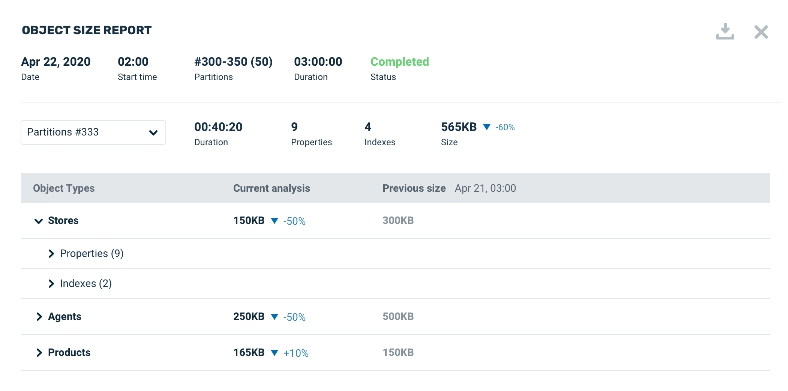 OBJECT SIZE REPORT
Apr 22, 2020 02:00 #300-350 (50) 03:00:00 Completed
Date Start time Partitions Duration Status
Partitions #333 00:40:20 9 4 565KB -60%
Duration Properties Indexes Size
Object Types Current analysis Previous size Apr 21, 03:00
Stores 150KB -50% 300KB
Properties (9)
Indexes (2)
Agents 250KB -50% 500KB
Products 165KB +10% 150KB